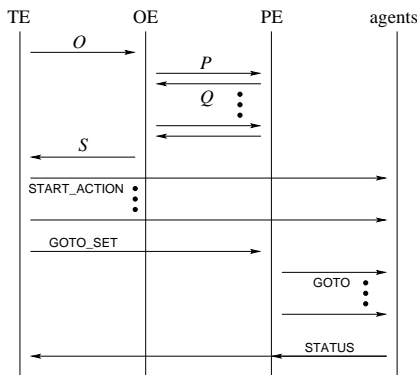 TE OE PE agents
O
P
Q
S
START_ACTION
GOTO_SET
GOTO
STATUS